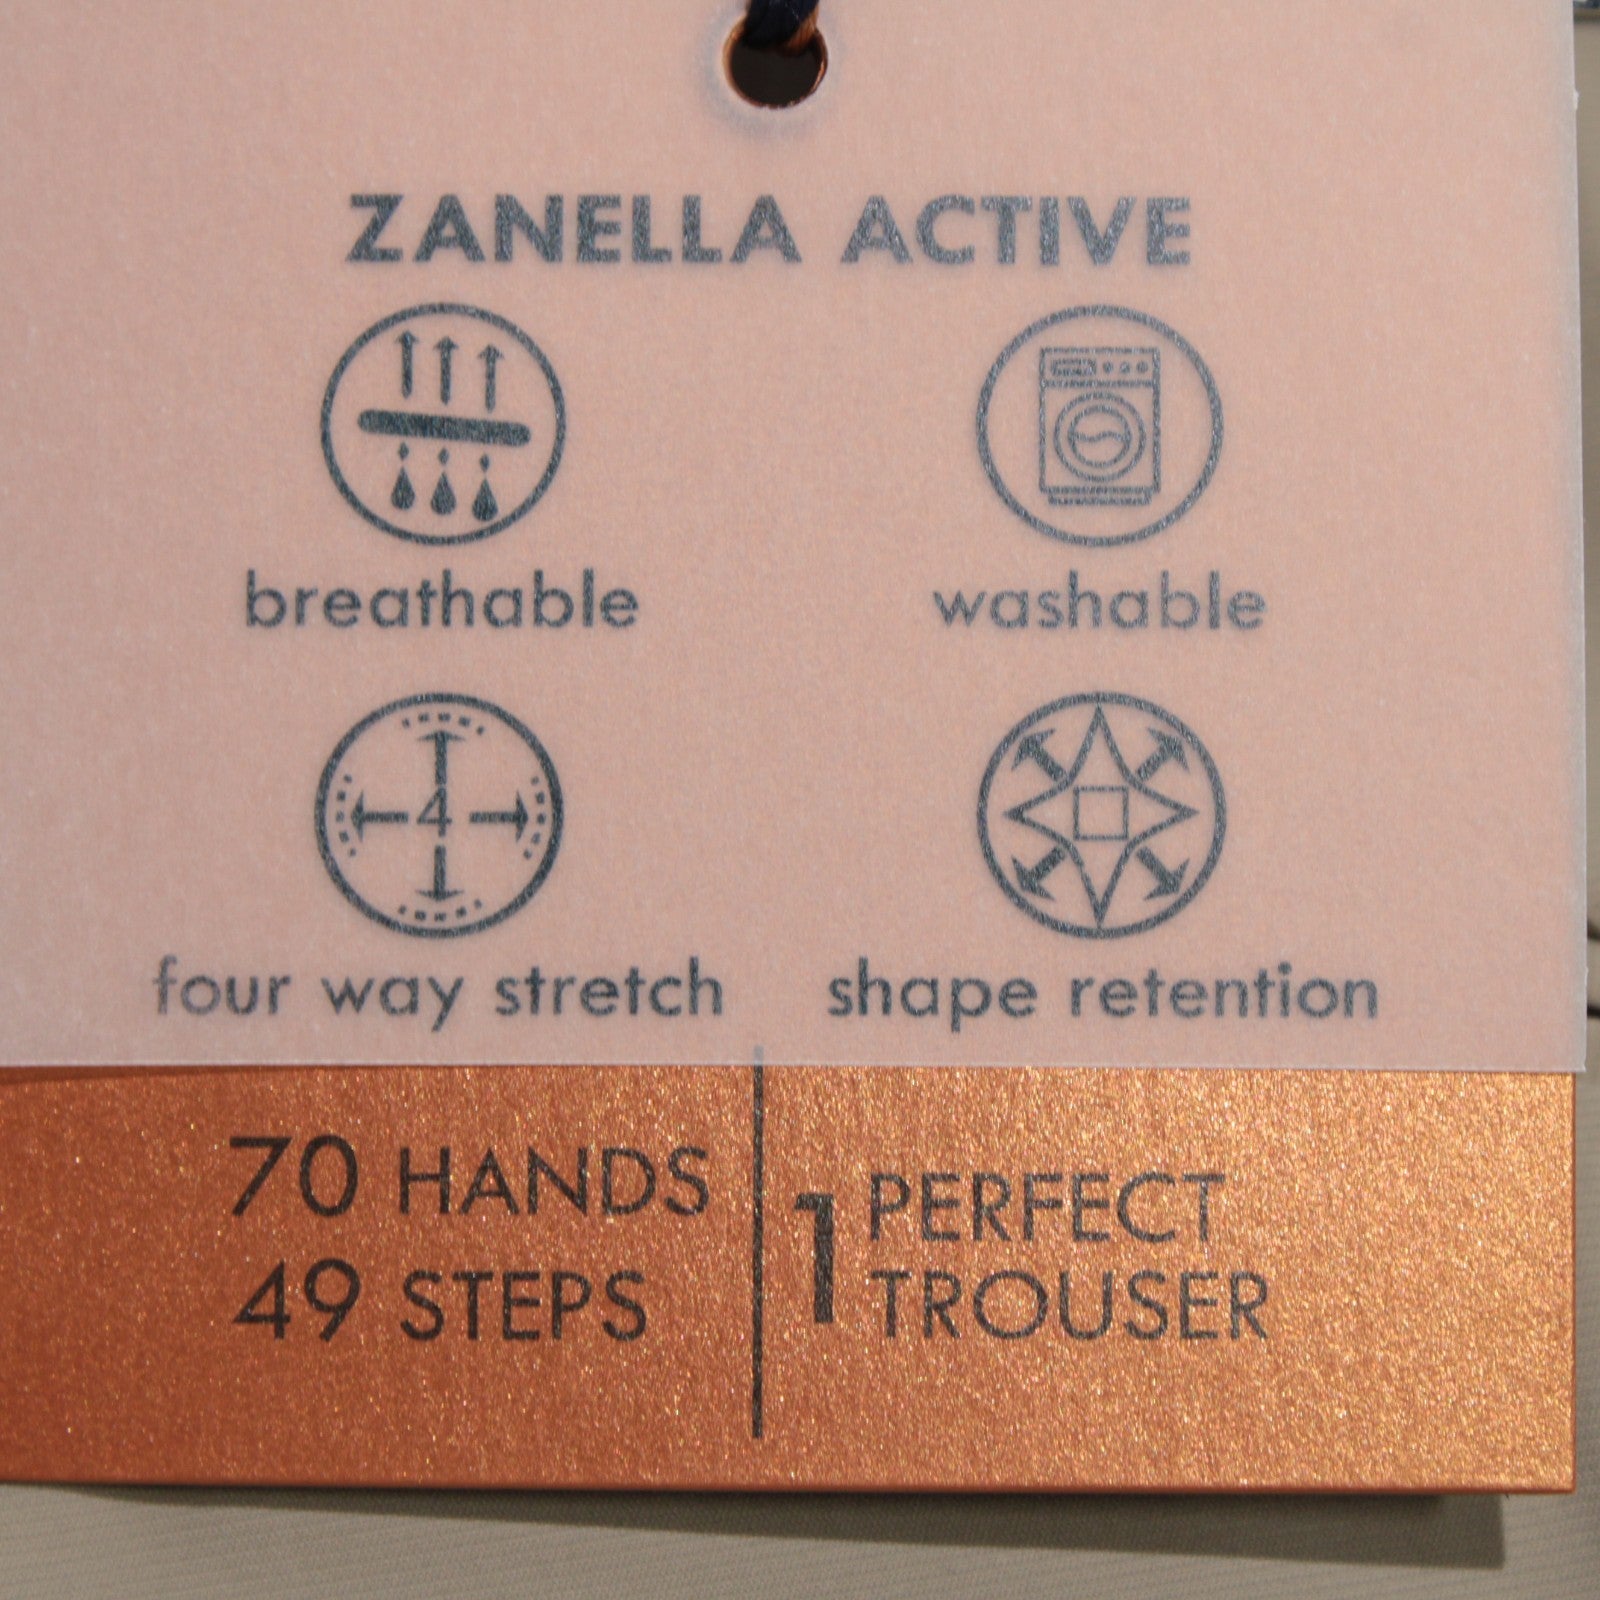 ZANELLA ACTIVE
breathable
washable
4
four way stretch
shape retention
70 HANDS
49 STEPS
1 PERFECT
TROUSER